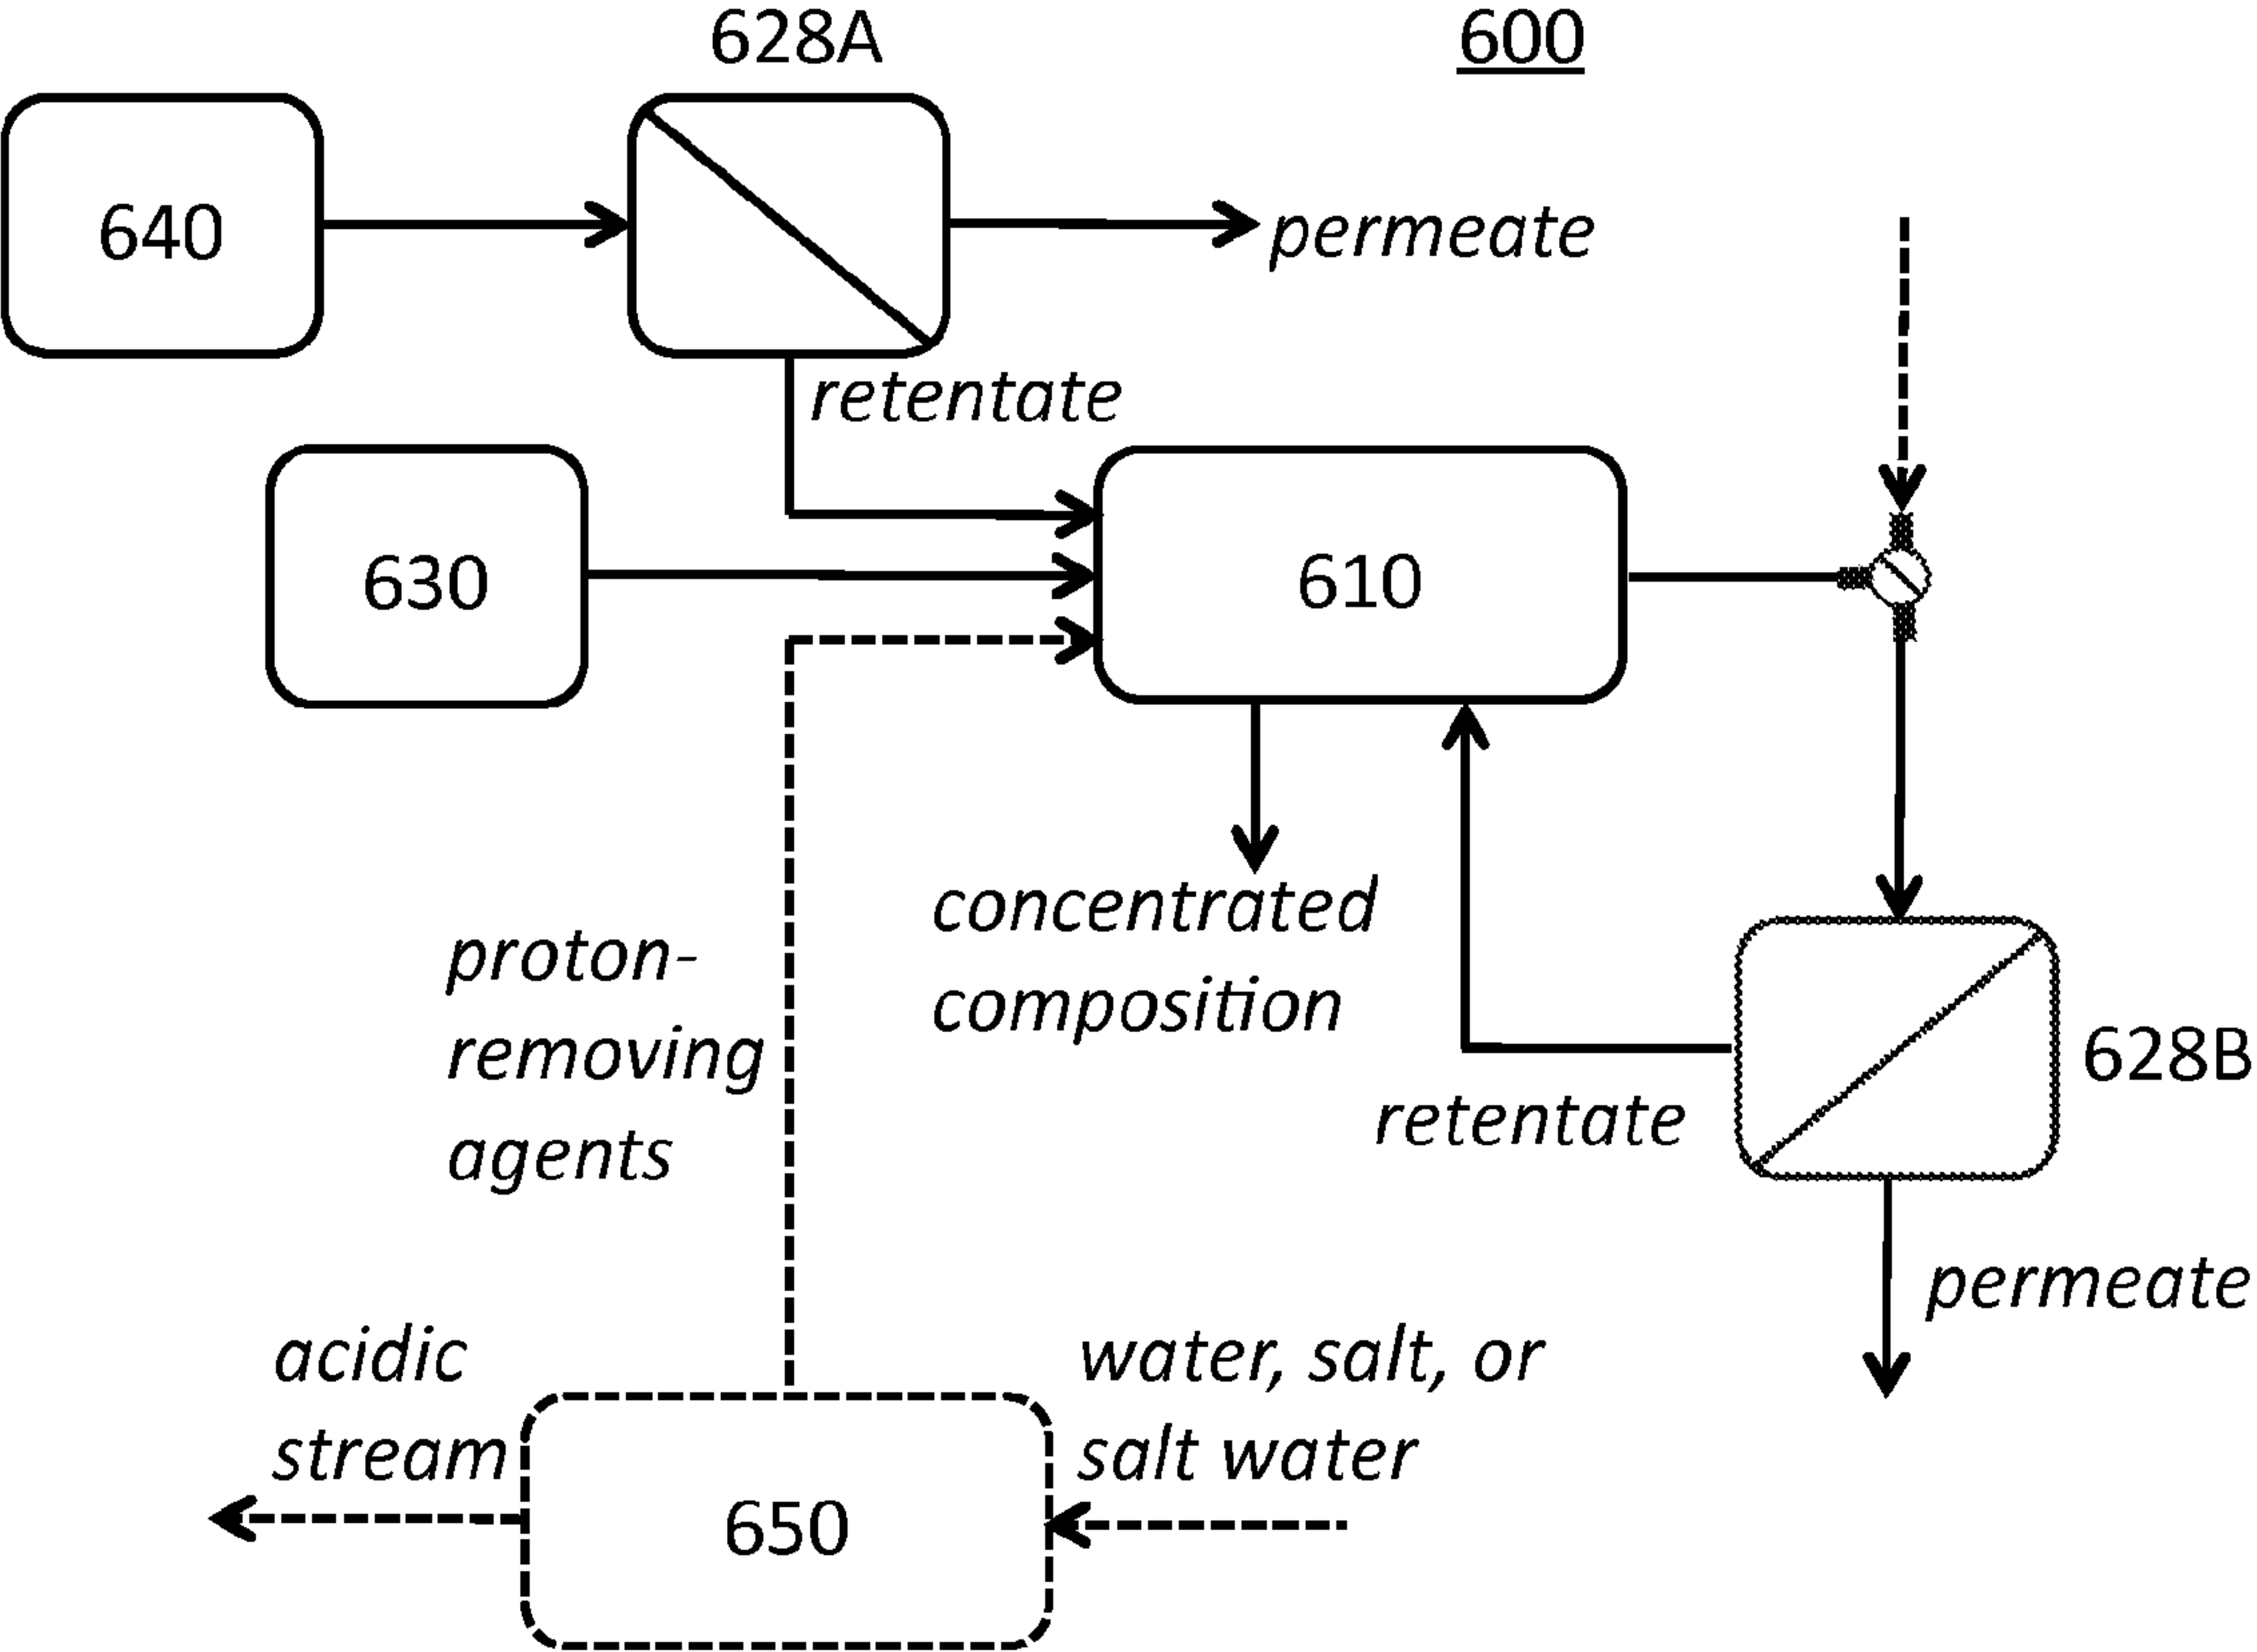 628A
600
640
permeate
retentate
630
610
concentrated
composition
proton-
removing
agents
628B
retentate
permeate
acidic
stream
water, salt, or
salt water
650